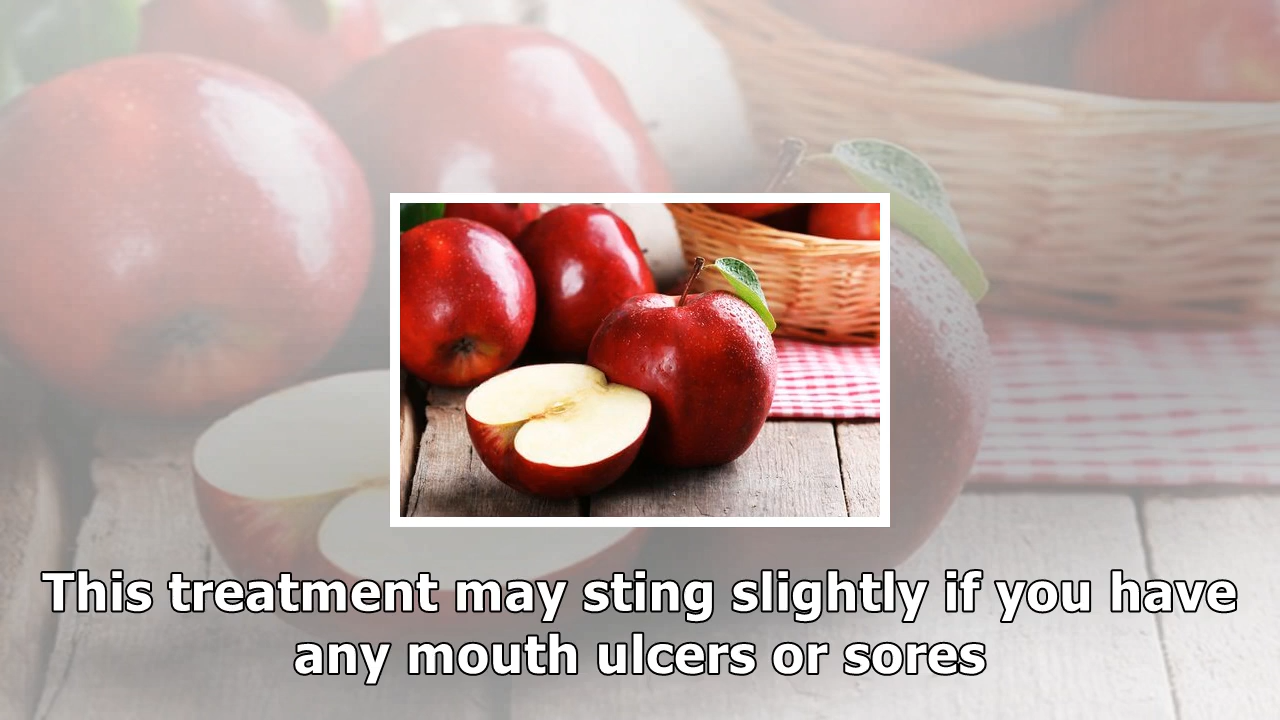 This treatment may sting slightly if you have
any mouth ulcers or sores